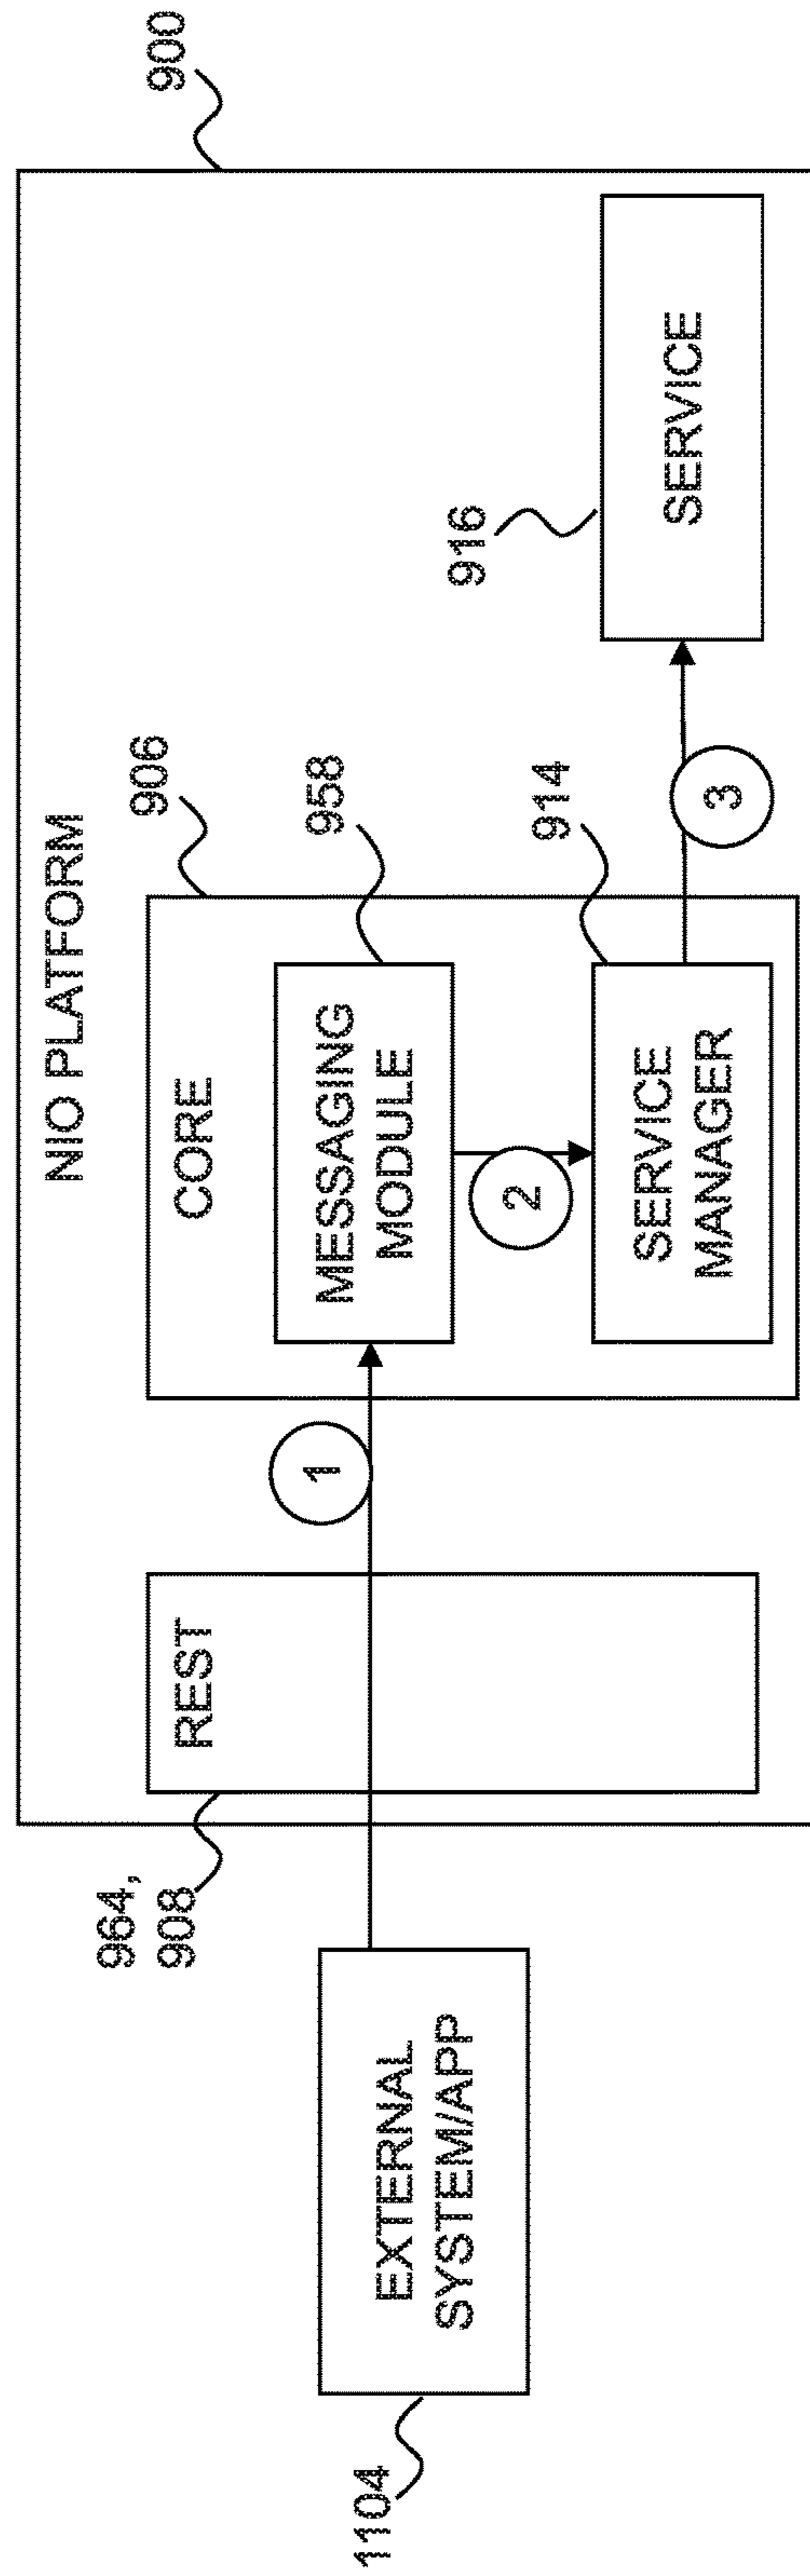 900
NIO PLATFORM
964,
908
REST
906
CORE
958
MESSAGING
MODULE
1
2
914
SERVICE
MANAGER
3
916
SERVICE
1104
EXTERNAL
SYSTEM/APP